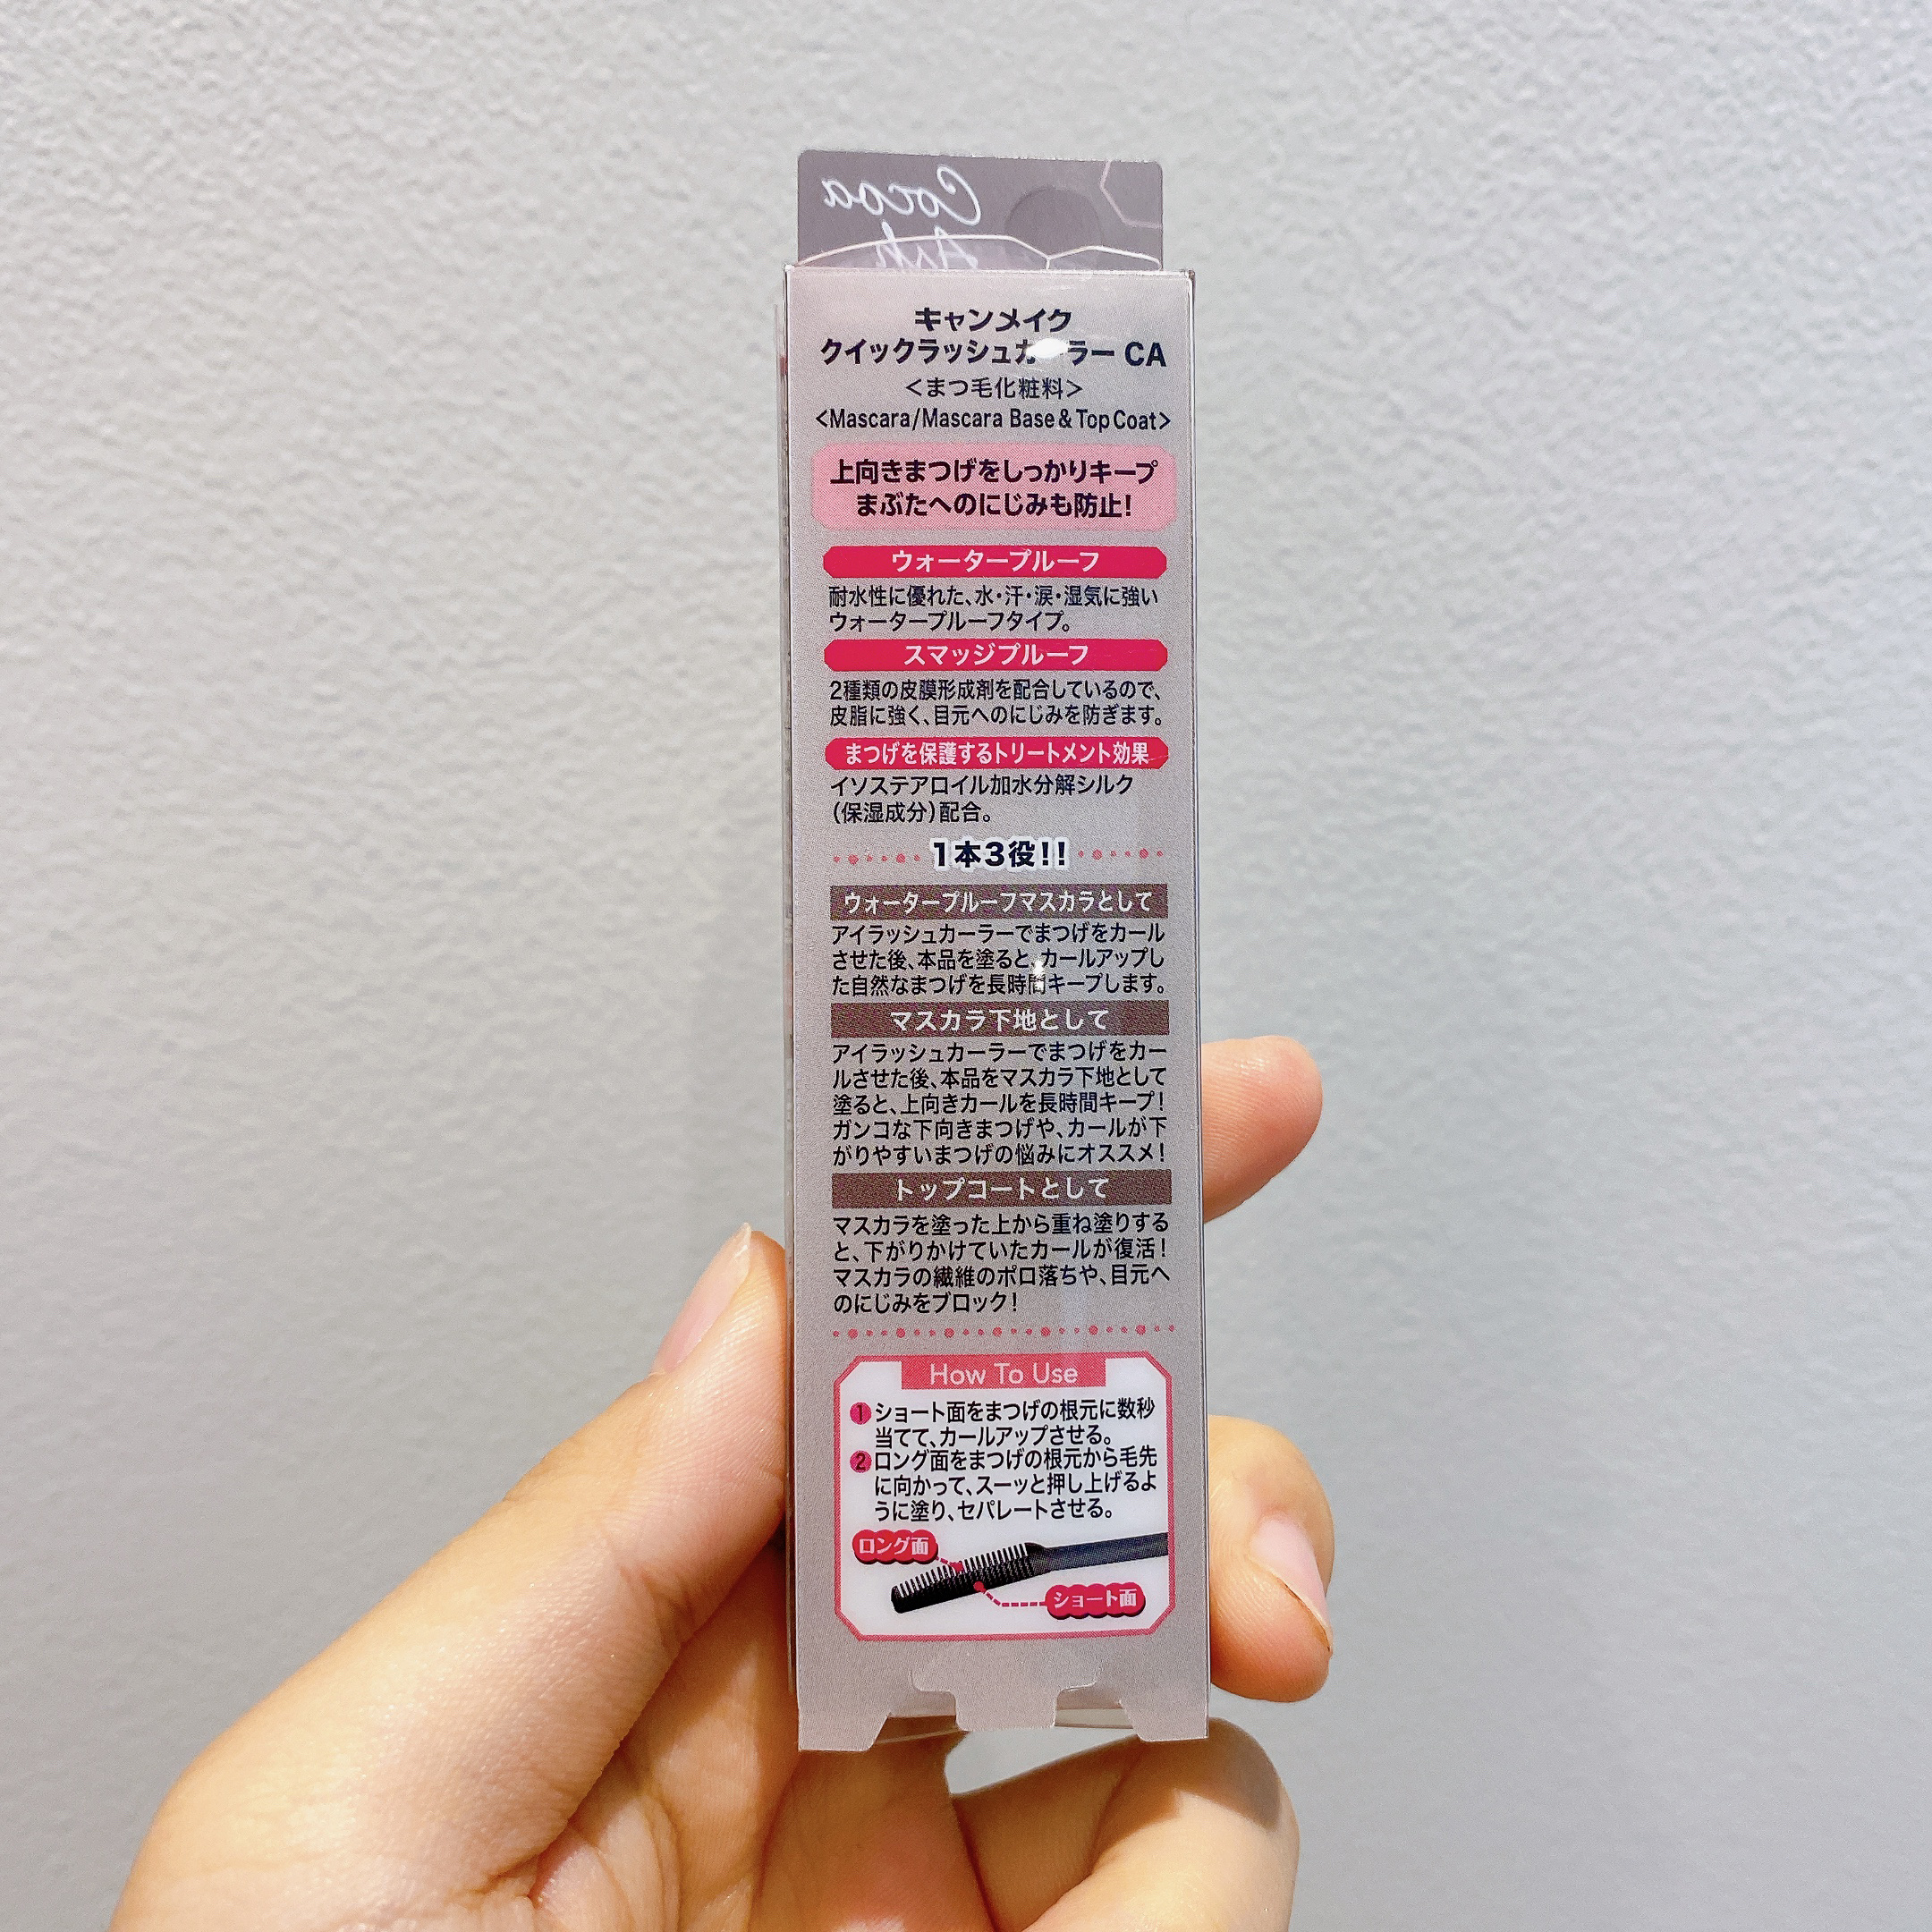 Cocoa
Ash
キャンメイク
クイックラッシュカーラー CA
＜まつ毛化粧料＞
<Mascara/Mascara Base & Top Coat>
上向きまつげをしっかりキープ
まぶたへのにじみも防止！
ウォータープルーフ
耐水性に優れた、水・汗・涙・湿気に強い
ウォータープルーフタイプ。
スマッジプルーフ
2種類の皮膜形成剤を配合しているので、
皮脂に強く、目元へのにじみを防ぎます。
まつげを保護するトリートメント効果
イソステアロイル加水分解シルク
（保湿成分）配合。
1本3役!!
ウォータープルーフマスカラとして
アイラッシュカーラーでまつげをカール
させた後、本品を塗ると、カールアップし
た自然なまつげを長時間キープします。
マスカラ下地として
アイラッシュカーラーでまつげをカー
ルさせた後、本品をマスカラ下地として
塗ると、上向きカールを長時間キープ！
ガンコな下向きまつげや、カールが下
がりやすいまつげの悩みにオススメ！
トップコートとして
マスカラを塗った上から重ね塗りする
と、下がりかけていたカールが復活！
マスカラの繊維のポロ落ちや、目元へ
のにじみをブロック！
How To Use
1 ショート面をまつげの根元に数秒
当てて、カールアップさせる。
2 ロング面をまつげの根元から毛先
に向かって、スーッと押し上げるよ
うに塗り、セパレートさせる。
ロング面
ショート面